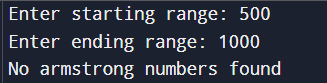 Enter starting range: 500
Enter ending range: 1000
No armstrong numbers found